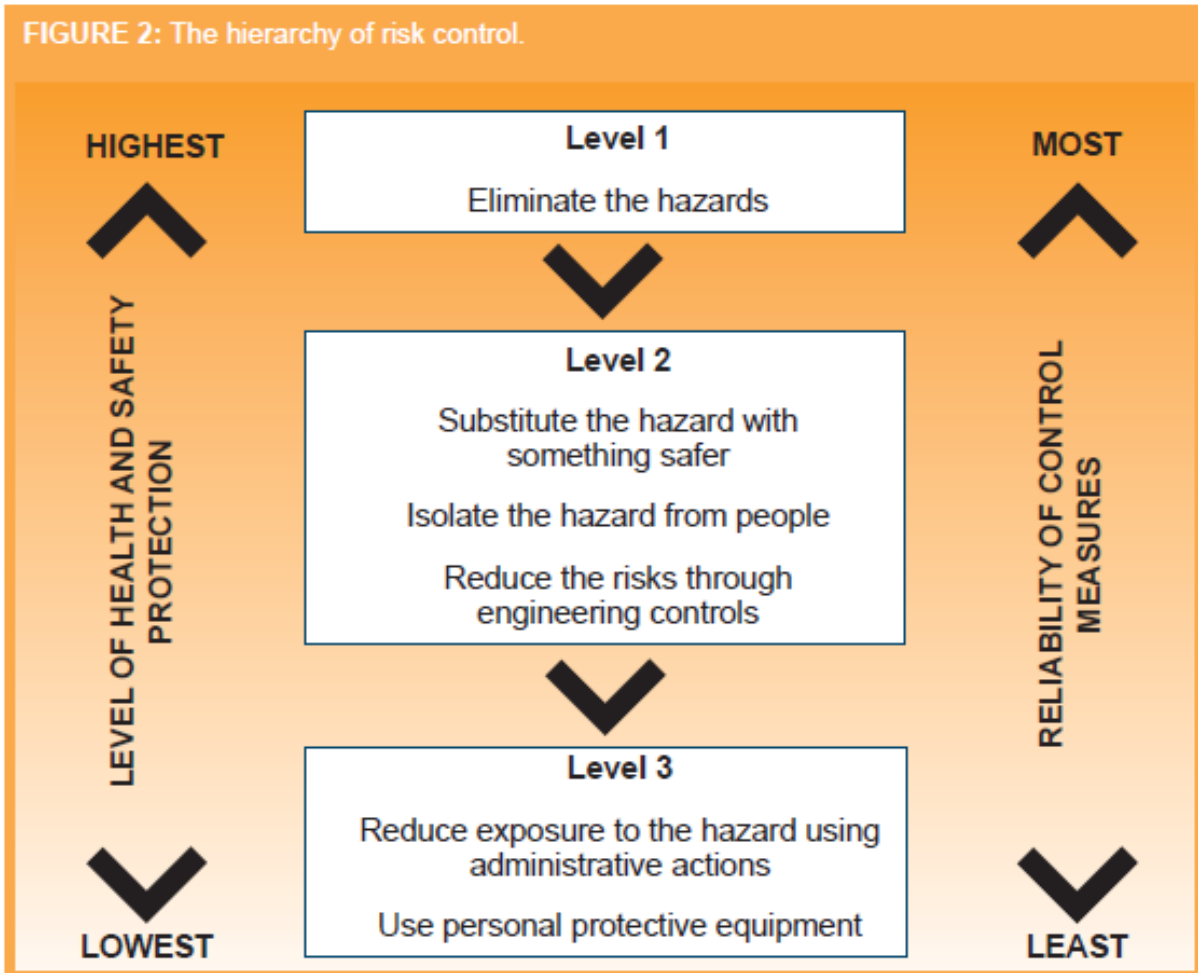 FIGURE 2: The hierarchy of risk control.
HIGHEST
LEVEL OF HEALTH AND SAFETY
PROTECTION
LOWEST
Level 1
Eliminate the hazards
Level 2
Substitute the hazard with
something safer
Isolate the hazard from people
Reduce the risks through
engineering controls
Level 3
Reduce exposure to the hazard using
administrative actions
Use personal protective equipment
MOST
RELIABILITY OF CONTROL
MEASURES
LEAST